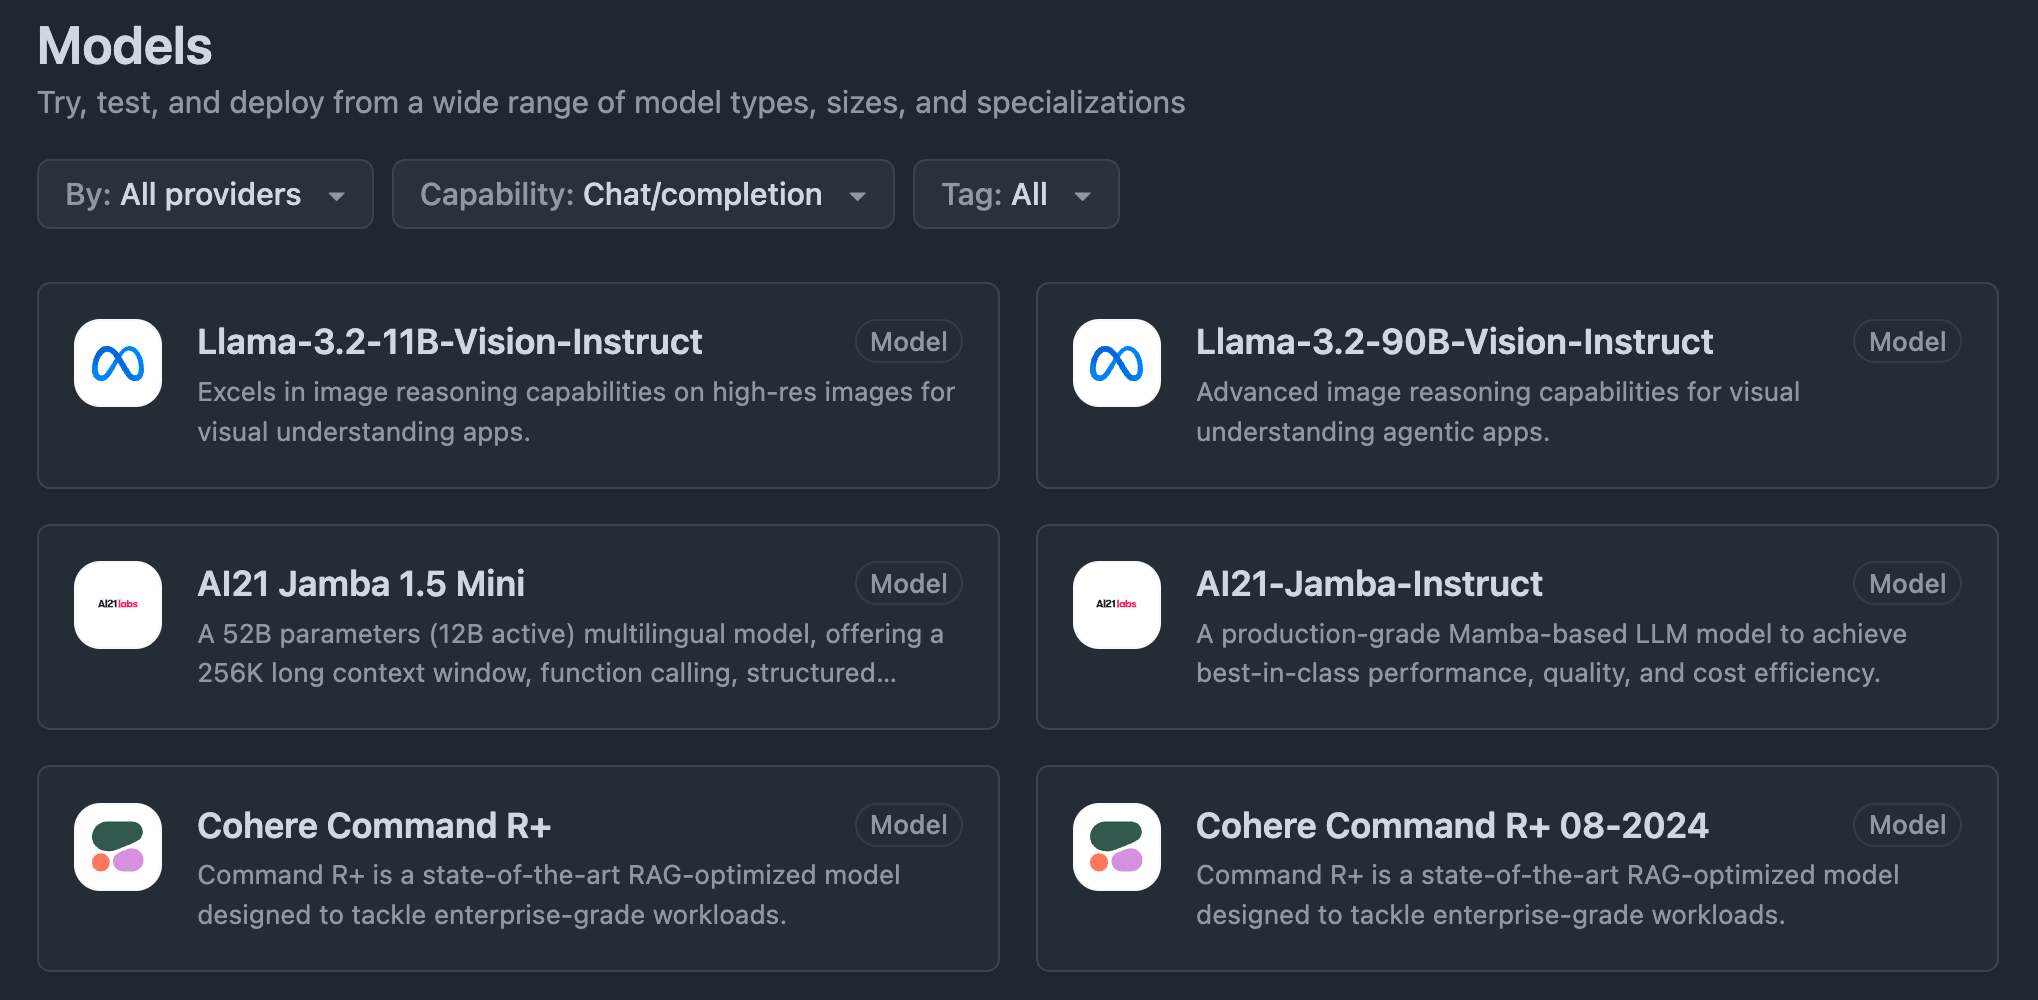 Models
Try, test, and deploy from a wide range of model types, sizes, and specializations
By: All providers
Capability: Chat/completion
Tag: All
Llama-3.2-11B-Vision-Instruct
Model
Excels in image reasoning capabilities on high-res images for
visual understanding apps.
Llama-3.2-90B-Vision-Instruct
Model
Advanced image reasoning capabilities for visual
understanding agentic apps.
AI21labs
AI21 Jamba 1.5 Mini
Model
A 52B parameters (12B active) multilingual model, offering a
256K long context window, function calling, structured...
AI21labs
AI21-Jamba-Instruct
Model
A production-grade Mamba-based LLM model to achieve
best-in-class performance, quality, and cost efficiency.
Cohere Command R+
Model
Command R+ is a state-of-the-art RAG-optimized model
designed to tackle enterprise-grade workloads.
Cohere Command R+ 08-2024
Model
Command R+ is a state-of-the-art RAG-optimized model
designed to tackle enterprise-grade workloads.